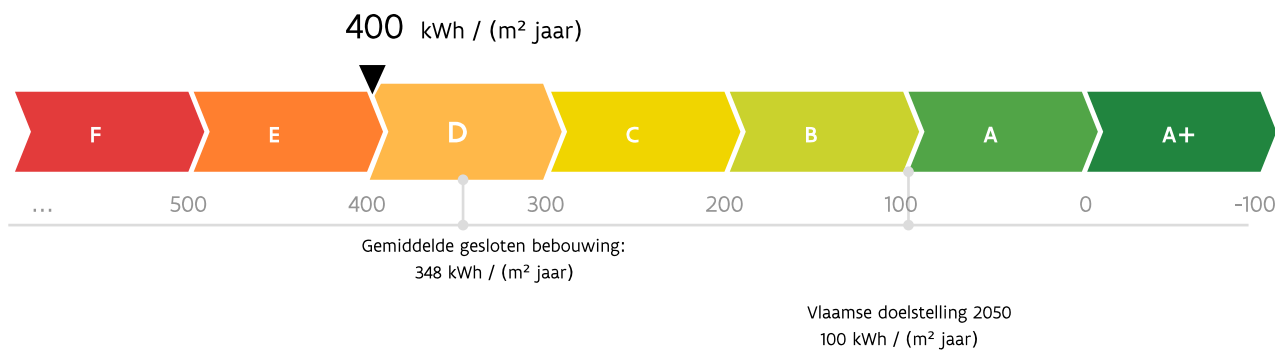 400 kWh / (m² jaar)
F E D C B A A+
... 500 400 300 200 100 0 -100
Gemiddelde gesloten bebouwing:
348 kWh / (m² jaar)
Vlaamse doelstelling 2050
100 kWh / (m² jaar)